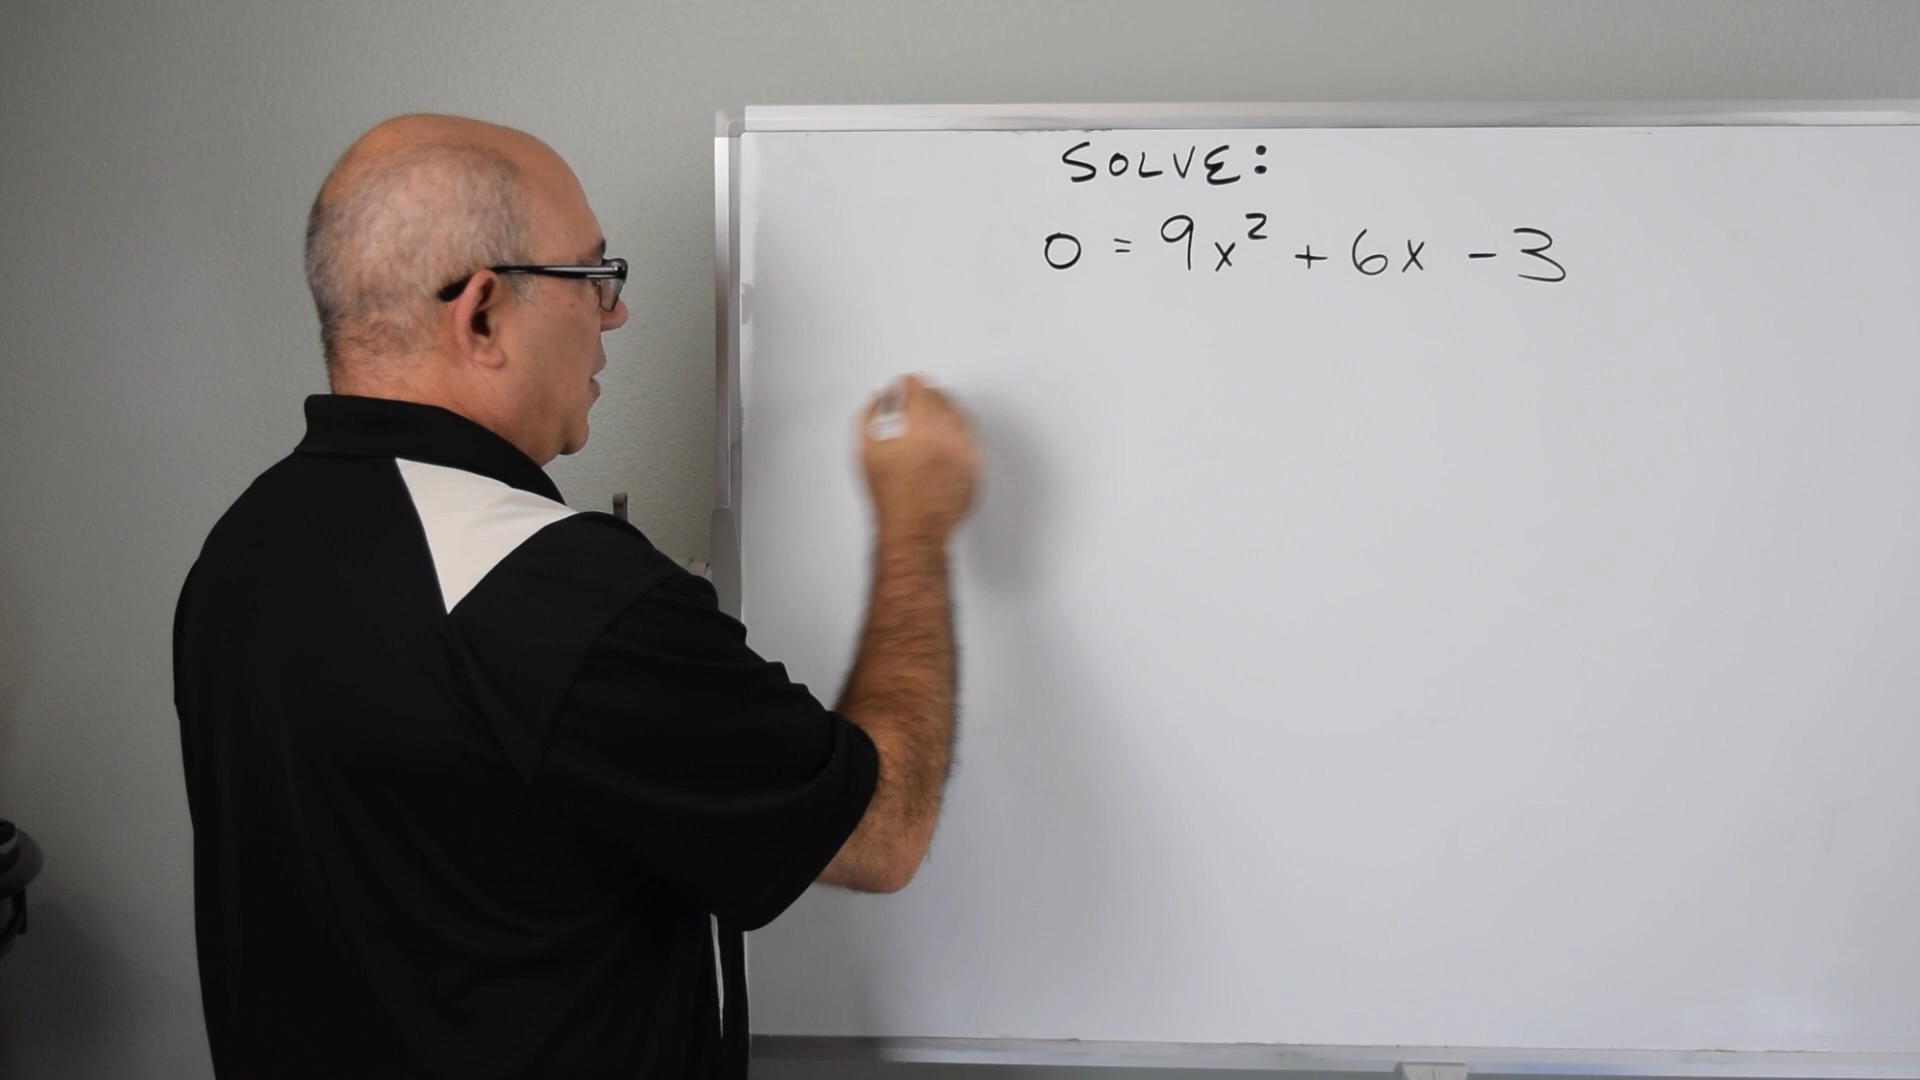 SOLVE:
0 = 9x² + 6x - 3